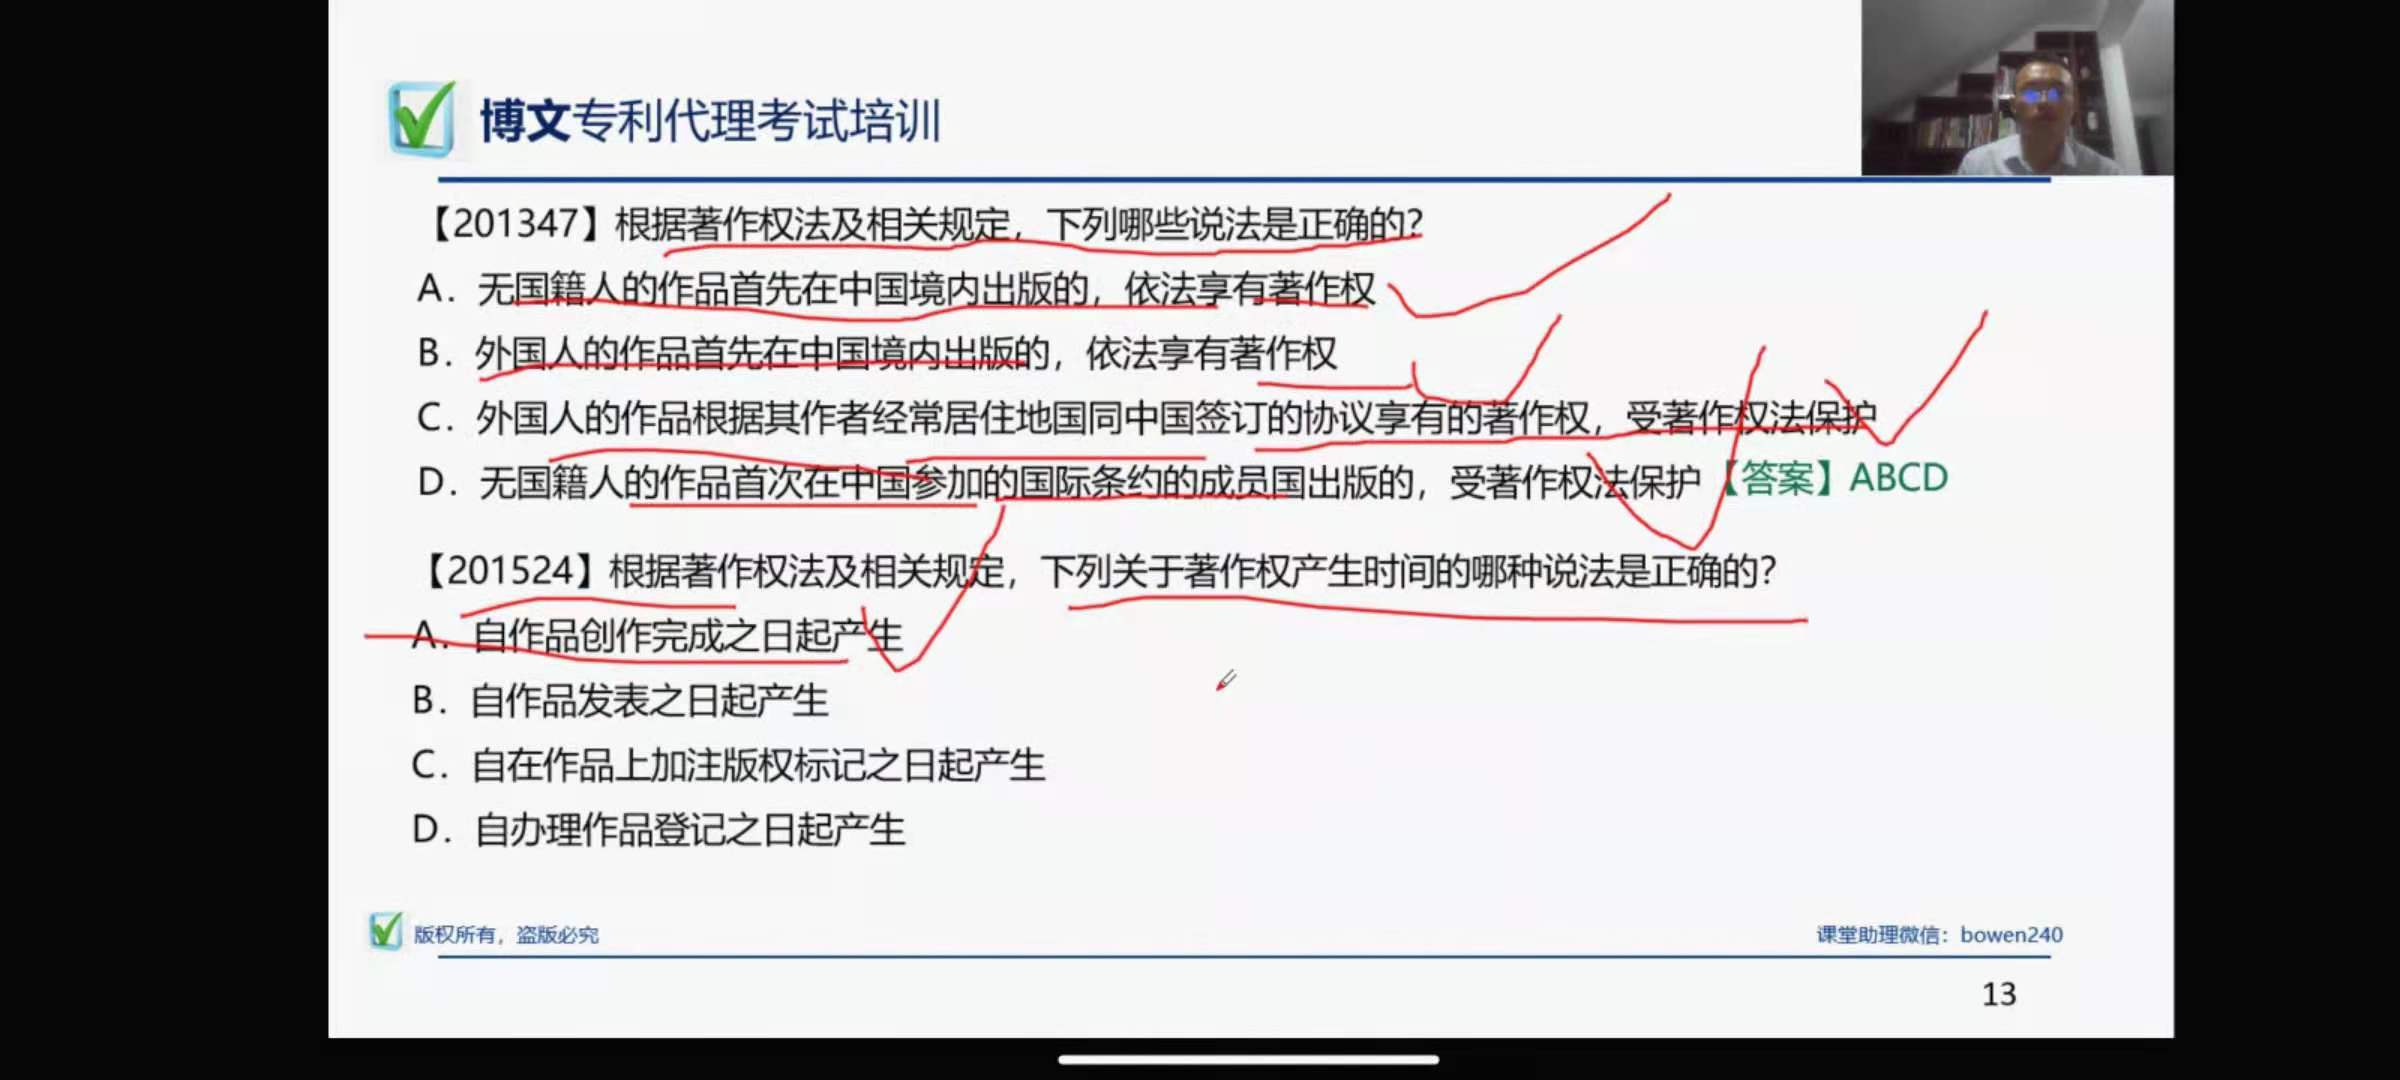 博文专利代理考试培训
【201347】根据著作权法及相关规定，下列哪些说法是正确的？
A．无国籍人的作品首先在中国境内出版的，依法享有著作权
B．外国人的作品首先在中国境内出版的，依法享有著作权
C．外国人的作品根据其作者经常居住地国同中国签订的协议享有的著作权，受著作权法保护
D．无国籍人的作品首次在中国参加的国际条约的成员国出版的，受著作权法保护【答案】ABCD
【201524】根据著作权法及相关规定，下列关于著作权产生时间的哪种说法是正确的？
A．自作品创作完成之日起产生
B．自作品发表之日起产生
C．自在作品上加注版权标记之日起产生
D．自办理作品登记之日起产生
版权所有，盗版必究
课堂助理微信：bowen240
13